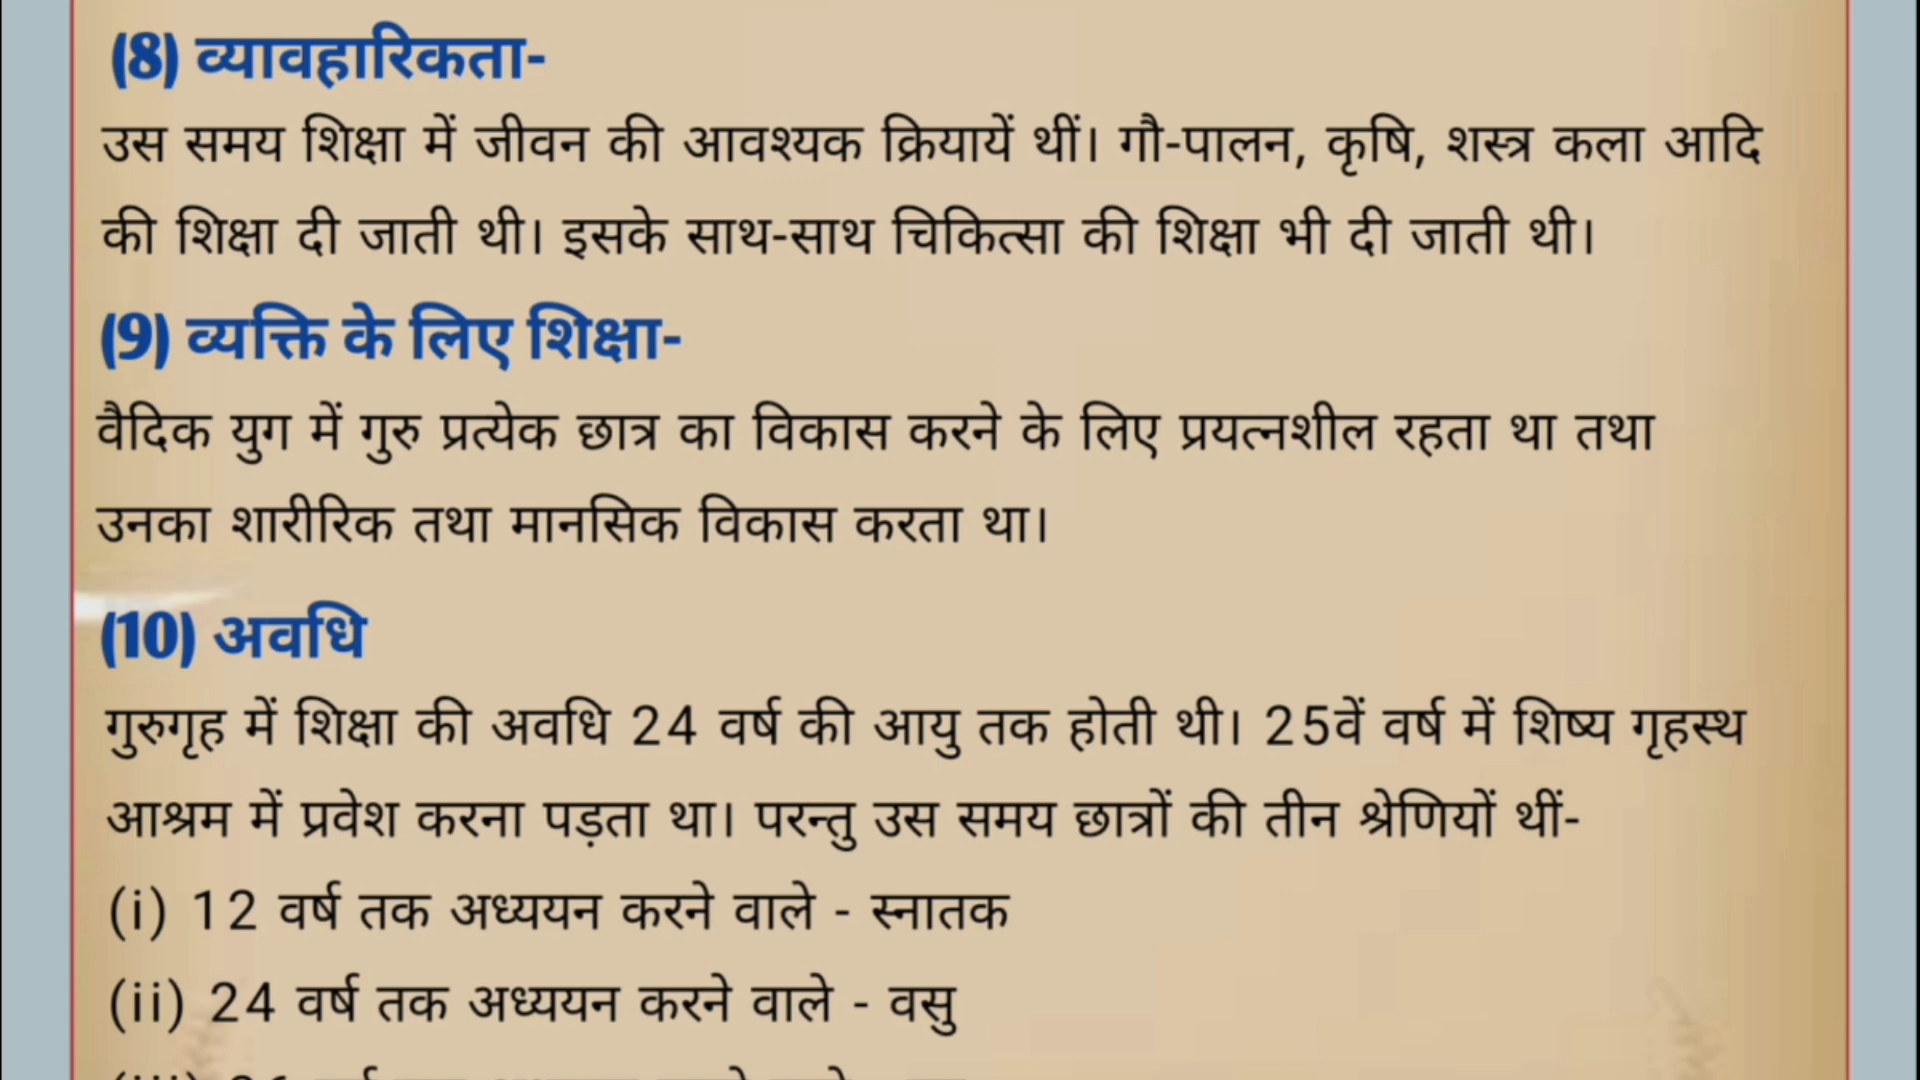 (8) व्यावहारिकता-
उस समय शिक्षा में जीवन की आवश्यक क्रियायें थीं। गौ-पालन, कृषि, शस्त्र कला आदि
की शिक्षा दी जाती थी। इसके साथ-साथ चिकित्सा की शिक्षा भी दी जाती थी।
(9) व्यक्ति के लिए शिक्षा-
वैदिक युग में गुरु प्रत्येक छात्र का विकास करने के लिए प्रयत्नशील रहता था तथा
उनका शारीरिक तथा मानसिक विकास करता था।
(10) अवधि
गुरुगृह में शिक्षा की अवधि 24 वर्ष की आयु तक होती थी। 25वें वर्ष में शिष्य गृहस्थ
आश्रम में प्रवेश करना पड़ता था। परन्तु उस समय छात्रों की तीन श्रेणियों थीं-
(i) 12 वर्ष तक अध्ययन करने वाले - स्नातक
(ii) 24 वर्ष तक अध्ययन करने वाले - वसु